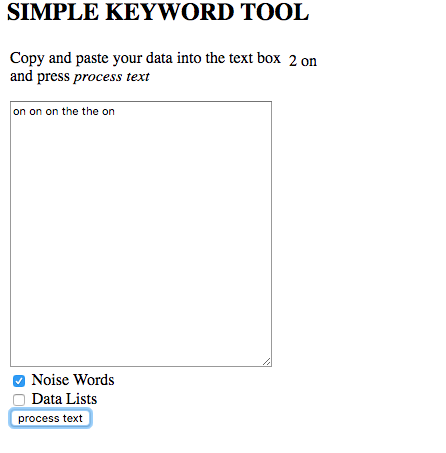 SIMPLE KEYWORD TOOL
Copy and paste your data into the text box
and press process text
2 on
on on on the the on
Noise Words
Data Lists
process text